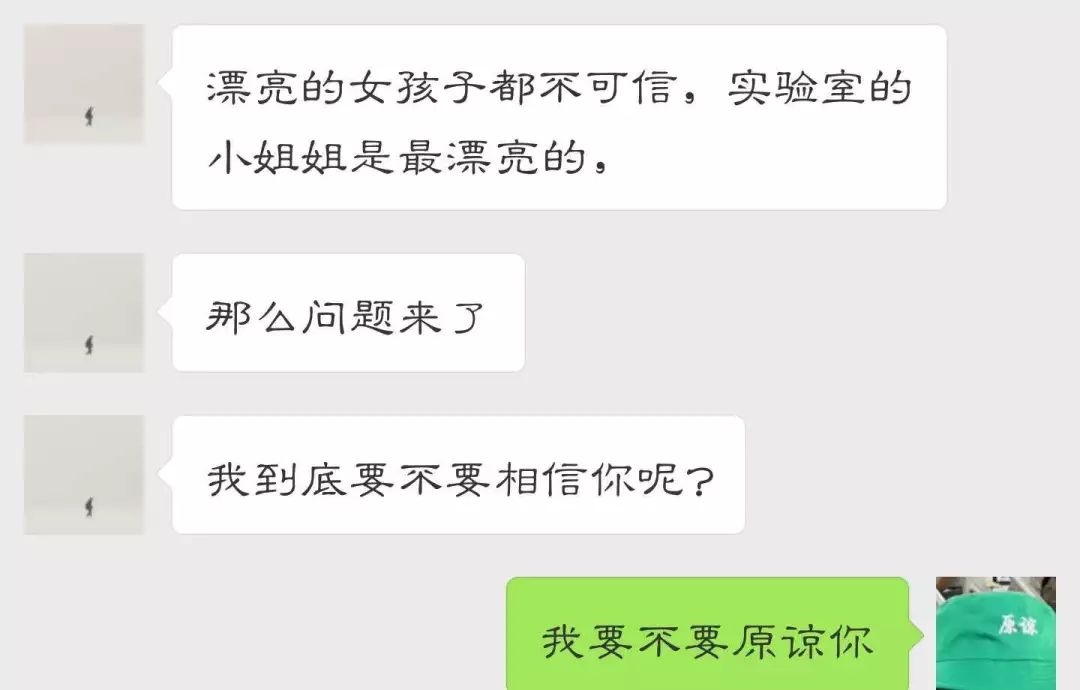 漂亮的女孩子都不可信，实验室的
小姐姐是最漂亮的，
那么问题来了
我到底要不要相信你呢？
我要不要原谅你
原谅